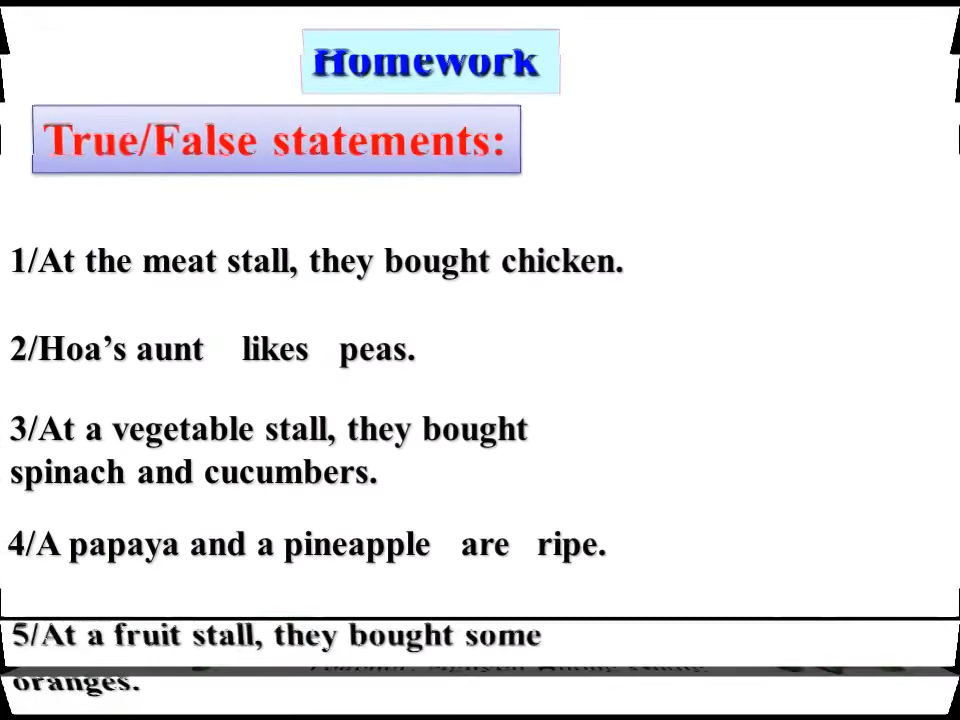 Homework
True/False statements:
1/At the meat stall, they bought chicken.
2/Hoa’s aunt likes peas.
3/At a vegetable stall, they bought
spinach and cucumbers.
4/A papaya and a pineapple are ripe.
5/At a fruit stall, they bought some
oranges.